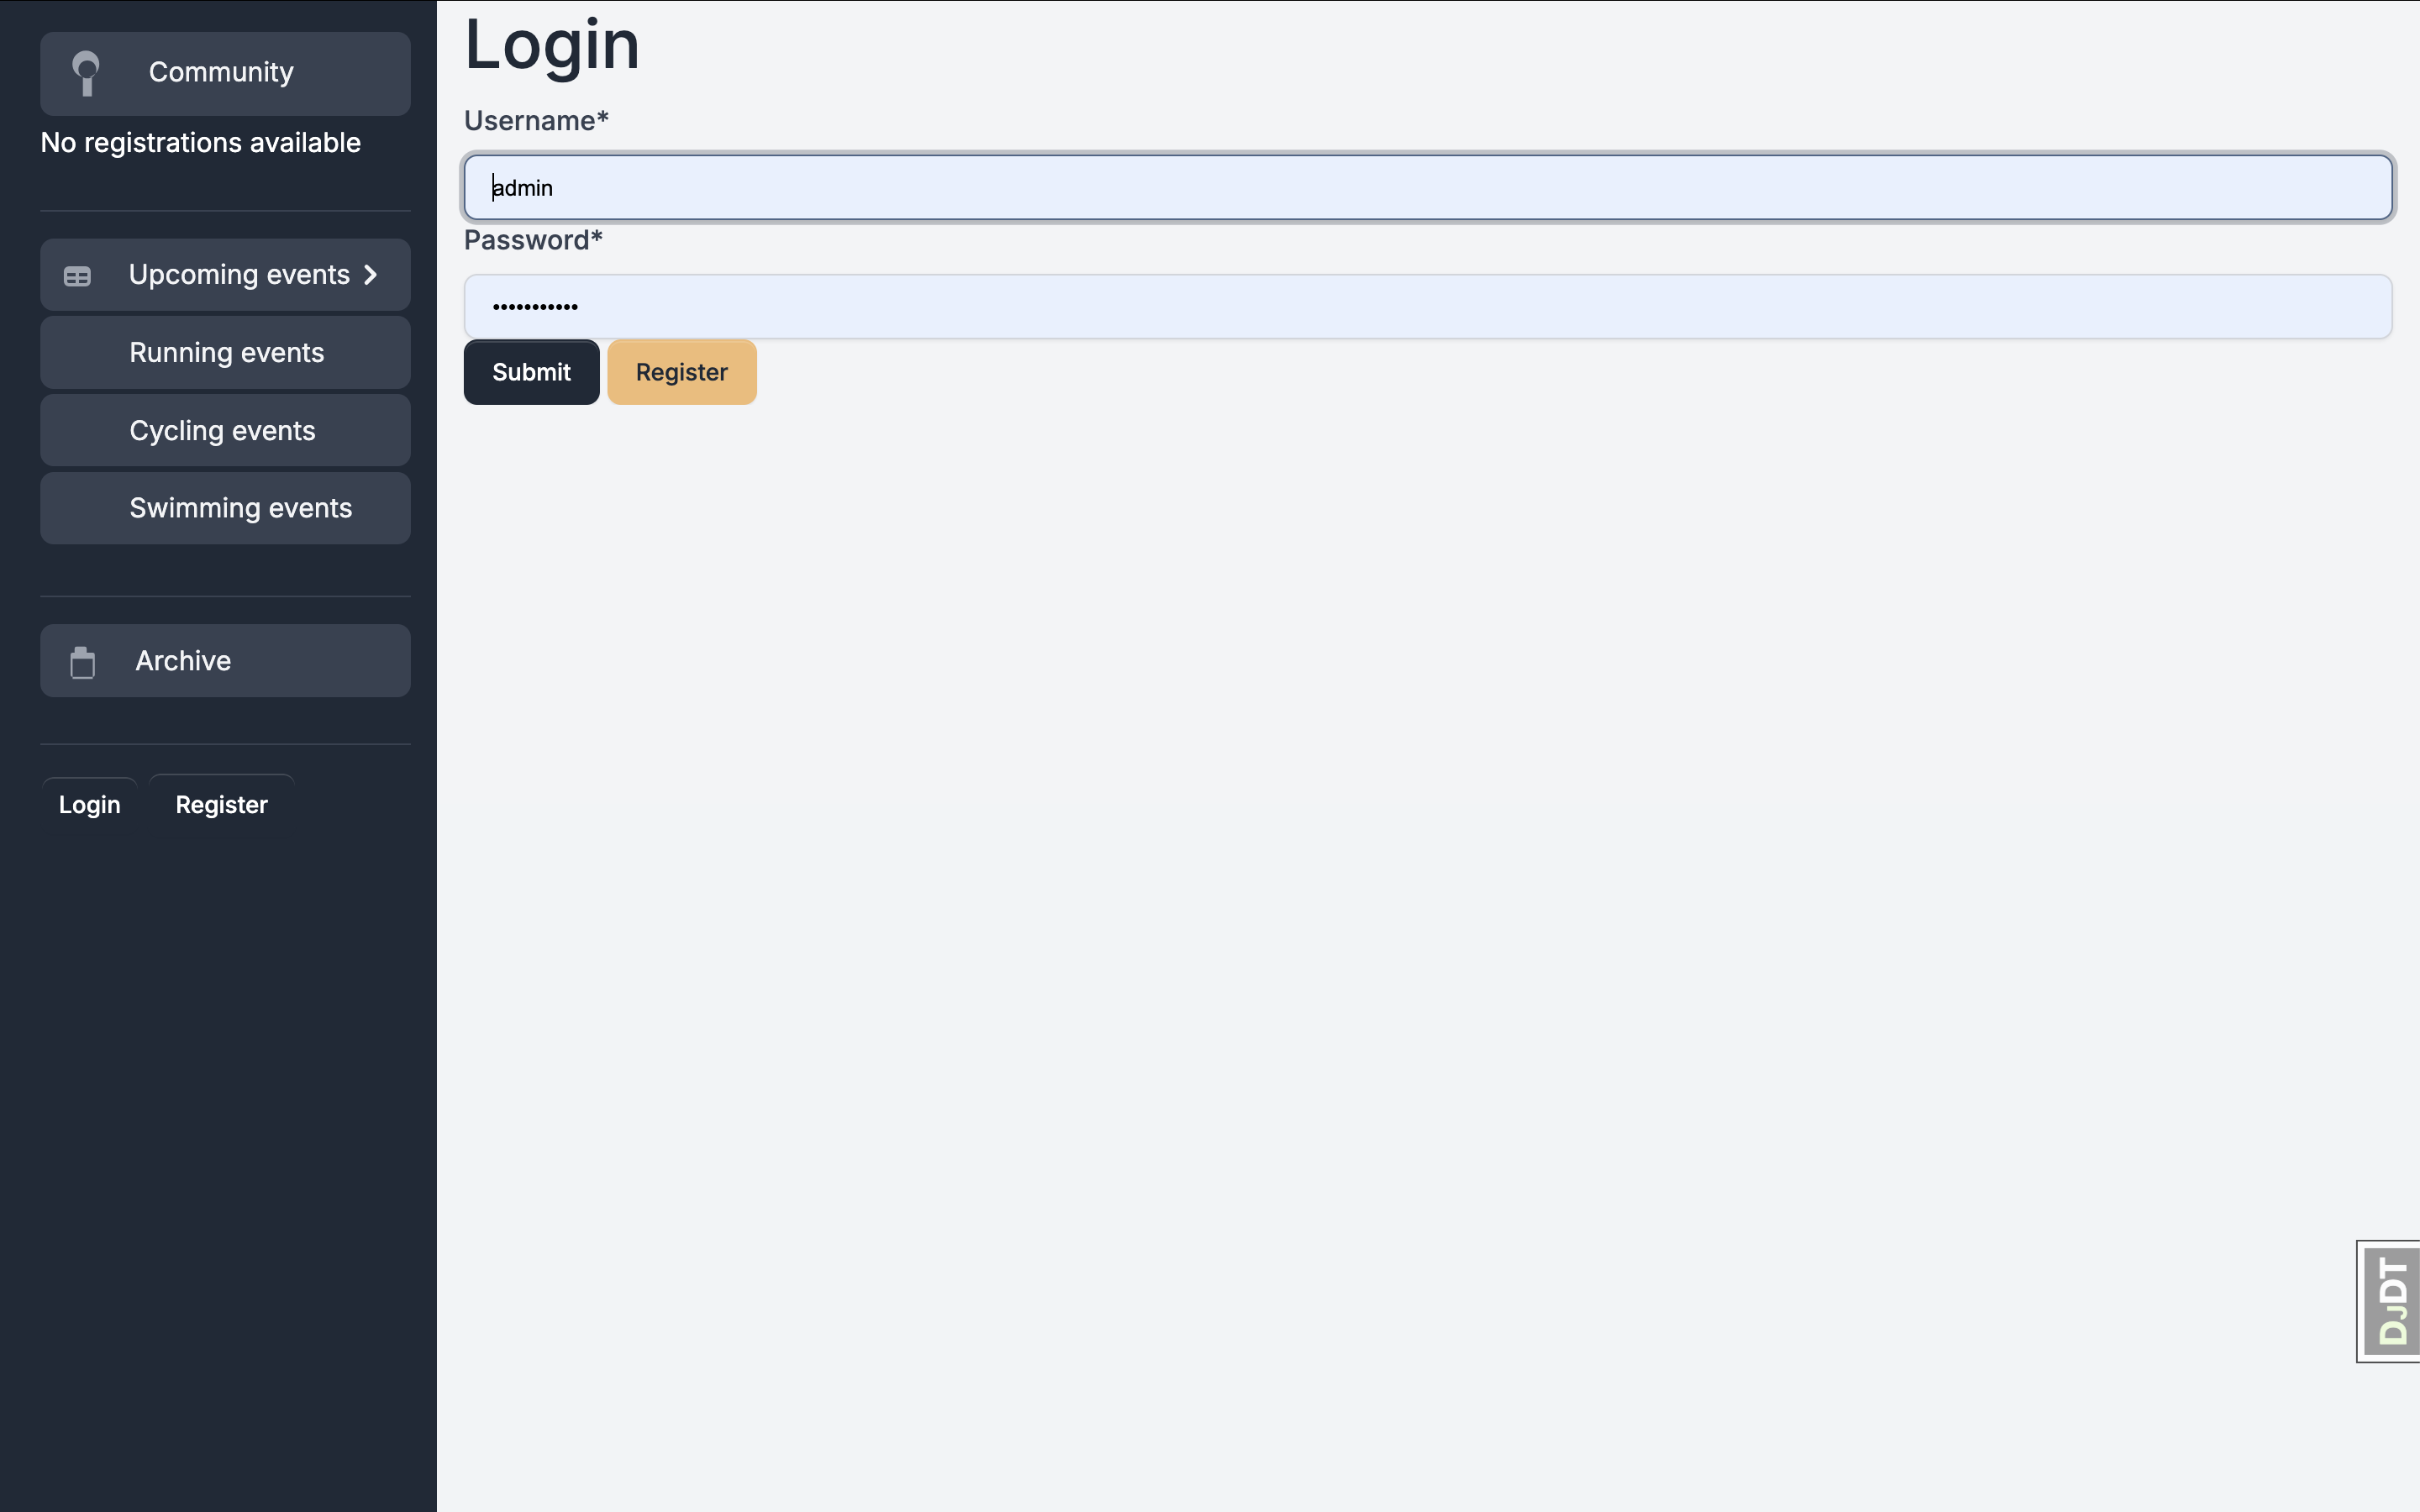 Community
No registrations available
Upcoming events
Running events
Cycling events
Swimming events
Archive
Login
Register
Login
Username*
admin
Password*
•••••••••••
Submit
Register
DJDT